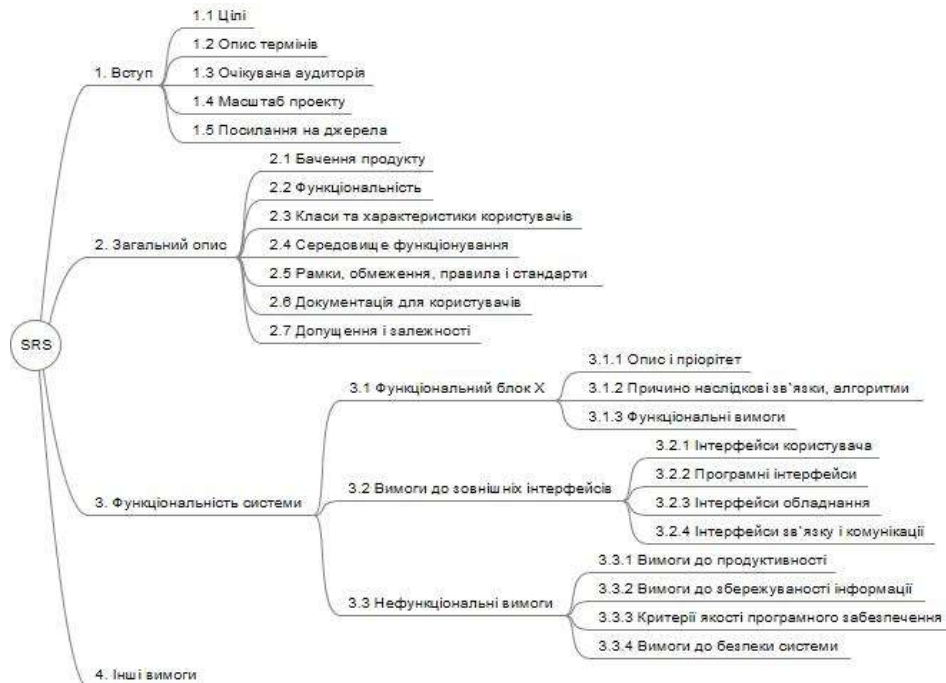 SRS
1. Вступ
1.1 Цілі
1.2 Опис термінів
1.3 Очікувана аудиторія
1.4 Масштаб проекту
1.5 Посилання на джерела
2. Загальний опис
2.1 Бачення продукту
2.2 Функціональність
2.3 Класи та характеристики користувачів
2.4 Середовище функціонування
2.5 Рамки, обмеження, правила і стандарти
2.6 Документація для користувачів
2.7 Допущення і залежності
3. Функціональність системи
3.1 Функціональний блок X
3.1.1 Опис і пріорітет
3.1.2 Причино наслідкові зв'язки, алгоритми
3.1.3 Функціональні вимоги
3.2 Вимоги до зовнішніх інтерфейсів
3.2.1 Інтерфейси користувача
3.2.2 Програмні інтерфейси
3.2.3 Інтерфейси обладнання
3.2.4 Інтерфейси зв'язку і комунікації
3.3 Нефункціональні вимоги
3.3.1 Вимоги до продуктивності
3.3.2 Вимоги до збережуваності інформації
3.3.3 Критерії якості програмного забезпечення
3.3.4 Вимоги до безпеки системи
4. Інші вимоги